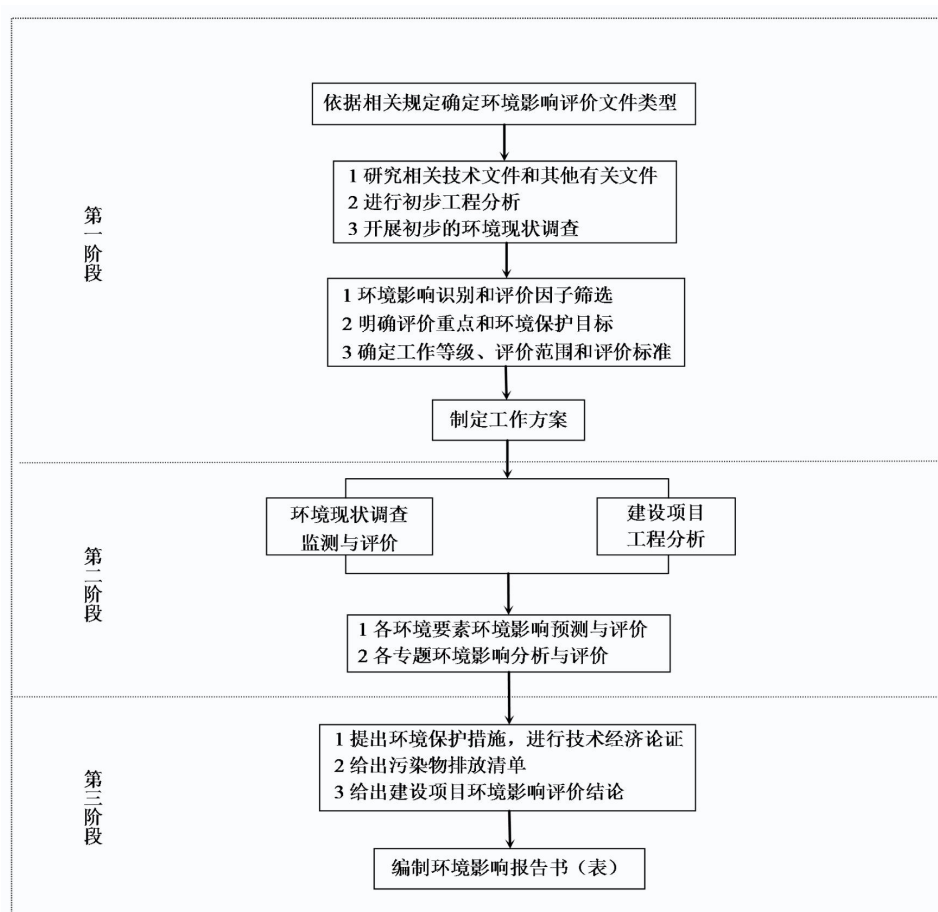 依据相关规定确定环境影响评价文件类型
第一阶段
1 研究相关技术文件和其他有关文件
2 进行初步工程分析
3 开展初步的环境现状调查
1 环境影响识别和评价因子筛选
2 明确评价重点和环境保护目标
3 确定工作等级、评价范围和评价标准
制定工作方案
第二阶段
环境现状调查
监测与评价
建设项目
工程分析
1 各环境要素环境影响预测与评价
2 各专题环境影响分析与评价
第三阶段
1 提出环境保护措施，进行技术经济论证
2 给出污染物排放清单
3 给出建设项目环境影响评价结论
编制环境影响报告书（表）